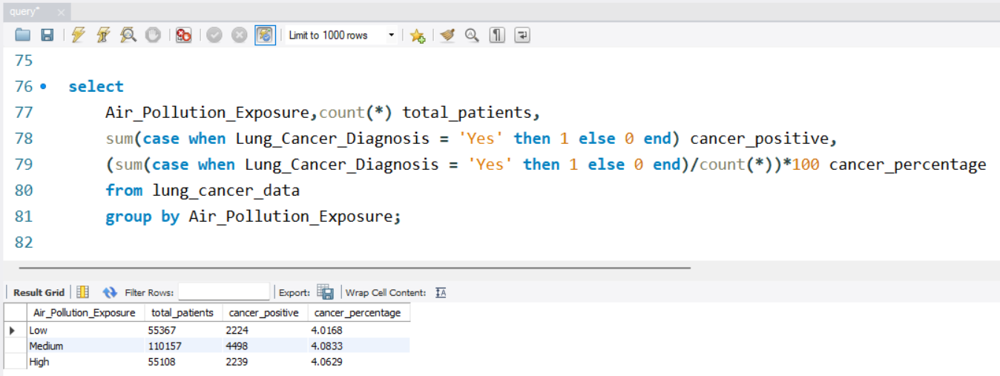 query*
Limit to 1000 rows
75
76 select
77 Air_Pollution_Exposure,count(*) total_patients,
78 sum(case when Lung_Cancer_Diagnosis = 'Yes' then 1 else 0 end) cancer_positive,
79 (sum(case when Lung_Cancer_Diagnosis = 'Yes' then 1 else 0 end)/count(*))*100 cancer_percentage
80 from lung_cancer_data
81 group by Air_Pollution_Exposure;
82
Result Grid Filter Rows: Export: Wrap Cell Content:
Air_Pollution_Exposure total_patients cancer_positive cancer_percentage
Low 55367 2224 4.0168
Medium 110157 4498 4.0833
High 55108 2239 4.0629